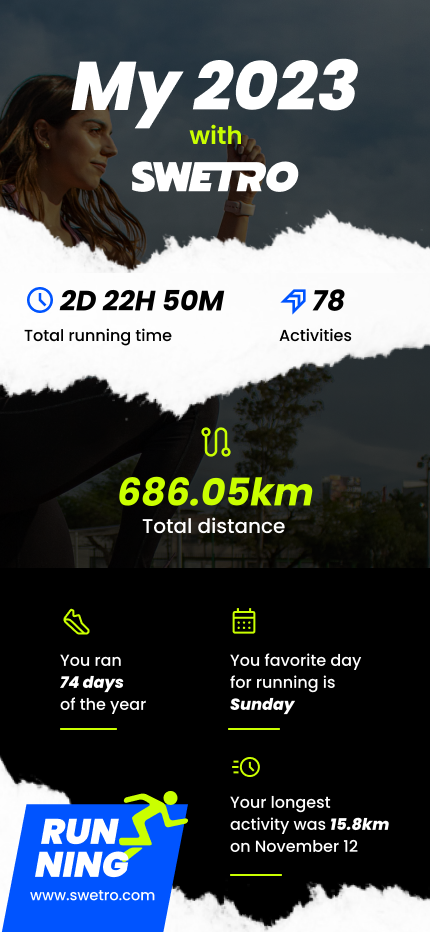 My 2023
with
SWETRO
2D 22H 50M
Total running time
78
Activities
686.05km
Total distance
You ran
74 days
of the year
You favorite day
for running is
Sunday
Your longest
activity was 15.8km
on November 12
RUN
NING
www.swetro.com